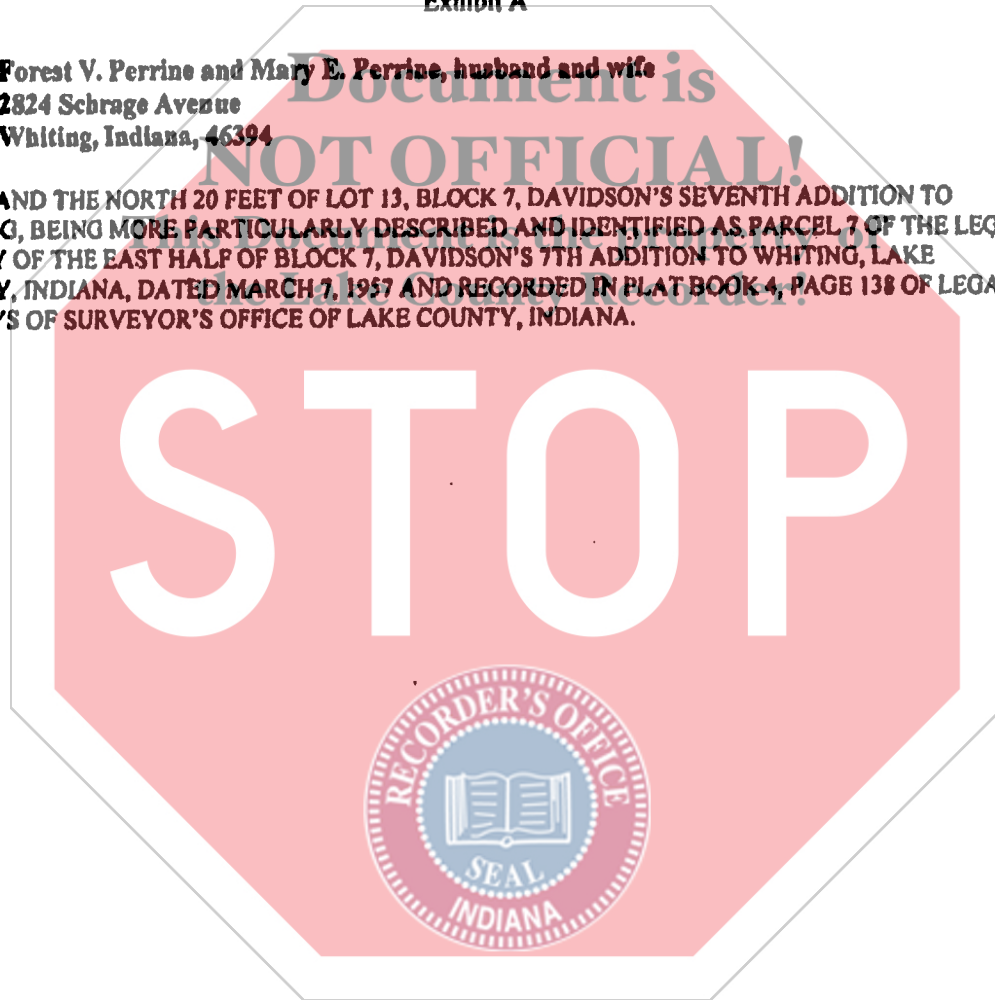 Exhibit A
Forest V. Perrine and Mary E. Perrine, husband and wife
2824 Schrage Avenue
Whiting, Indiana, 46394
Document is
NOT OFFICIAL!
This Document is the property of
the Lake County Recorder!
AND THE NORTH 20 FEET OF LOT 13, BLOCK 7, DAVIDSON'S SEVENTH ADDITION TO
G, BEING MORE PARTICULARLY DESCRIBED AND IDENTIFIED AS PARCEL 7 OF THE LEG
Y OF THE EAST HALF OF BLOCK 7, DAVIDSON'S 7TH ADDITION TO WHITING, LAKE
Y, INDIANA, DATED MARCH 7, 1957 AND RECORDED IN PLAT BOOK 4, PAGE 138 OF LEGA
'S OF SURVEYOR'S OFFICE OF LAKE COUNTY, INDIANA.
STOP
RECORDER'S OFFICE
SEAL
INDIANA